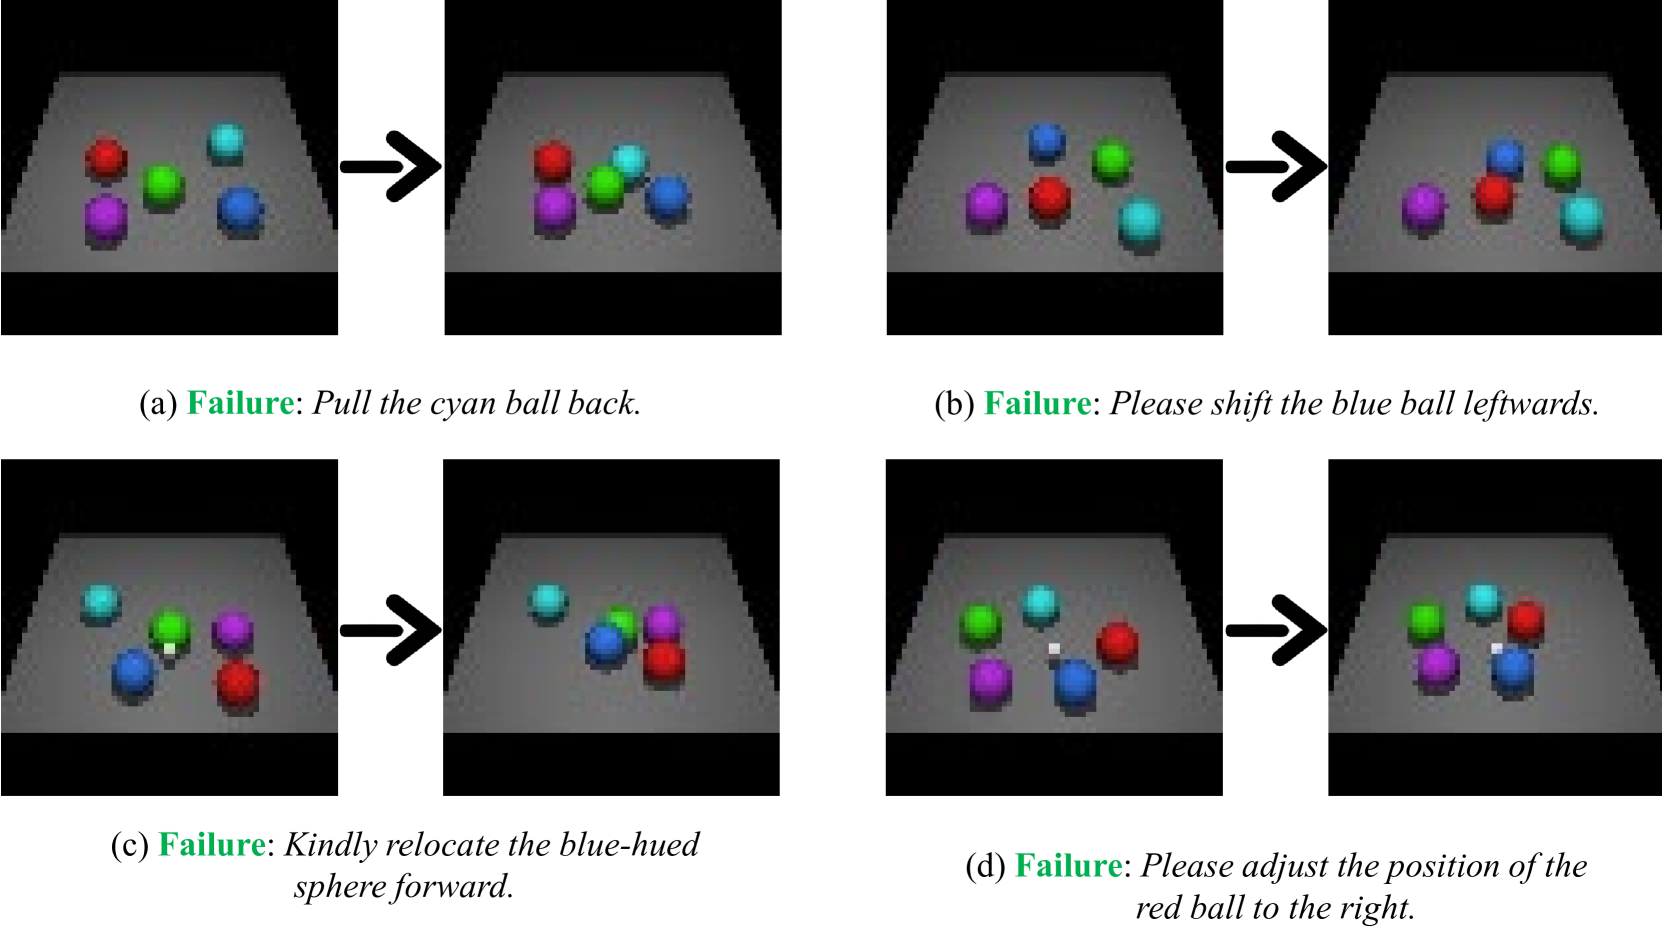 (a) Failure: Pull the cyan ball back.
(b) Failure: Please shift the blue ball leftwards.
(c) Failure: Kindly relocate the blue-hued
sphere forward.
(d) Failure: Please adjust the position of the
red ball to the right.